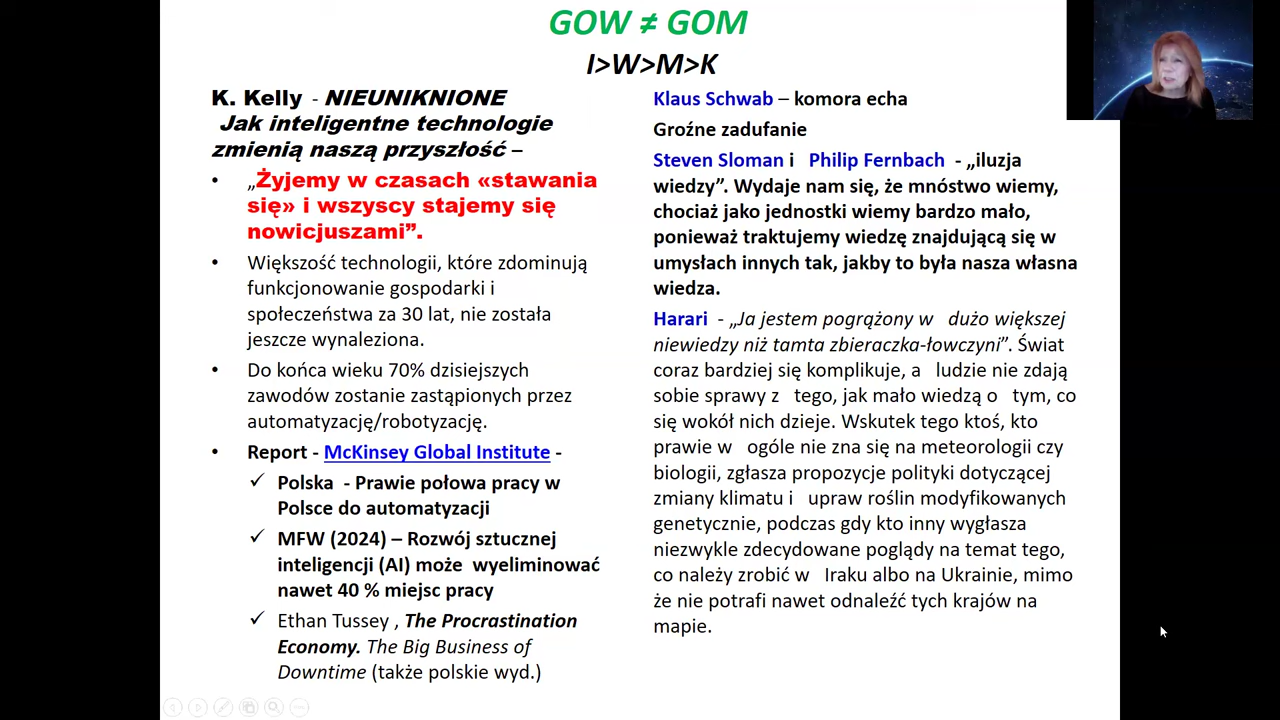 GOW ≠ GOM
I>W>M>K
K. Kelly - NIEUNIKNIONE
Jak inteligentne technologie
zmienią naszą przyszłość –
• „Żyjemy w czasach «stawania
się» i wszyscy stajemy się
nowicjuszami”.
• Większość technologii, które zdominują
funkcjonowanie gospodarki i
społeczeństwa za 30 lat, nie została
jeszcze wynaleziona.
• Do końca wieku 70% dzisiejszych
zawodów zostanie zastąpionych przez
automatyzację/robotyzację.
• Report - McKinsey Global Institute -
✓ Polska - Prawie połowa pracy w
Polsce do automatyzacji
✓ MFW (2024) – Rozwój sztucznej
inteligencji (AI) może wyeliminować
nawet 40 % miejsc pracy
✓ Ethan Tussey , The Procrastination
Economy. The Big Business of
Downtime (także polskie wyd.)
Klaus Schwab – komora echa
Groźne zadufanie
Steven Sloman i Philip Fernbach - „iluzja
wiedzy”. Wydaje nam się, że mnóstwo wiemy,
chociaż jako jednostki wiemy bardzo mało,
ponieważ traktujemy wiedzę znajdującą się w
umysłach innych tak, jakby to była nasza własna
wiedza.
Harari - „Ja jestem pogrążony w dużo większej
niewiedzy niż tamta zbieraczka-łowczyni”. Świat
coraz bardziej się komplikuje, a ludzie nie zdają
sobie sprawy z tego, jak mało wiedzą o tym, co
się wokół nich dzieje. Wskutek tego ktoś, kto
prawie w ogóle nie zna się na meteorologii czy
biologii, zgłasza propozycje polityki dotyczącej
zmiany klimatu i upraw roślin modyfikowanych
genetycznie, podczas gdy kto inny wygłasza
niezwykle zdecydowane poglądy na temat tego,
co należy zrobić w Iraku albo na Ukrainie, mimo
że nie potrafi nawet odnaleźć tych krajów na
mapie.